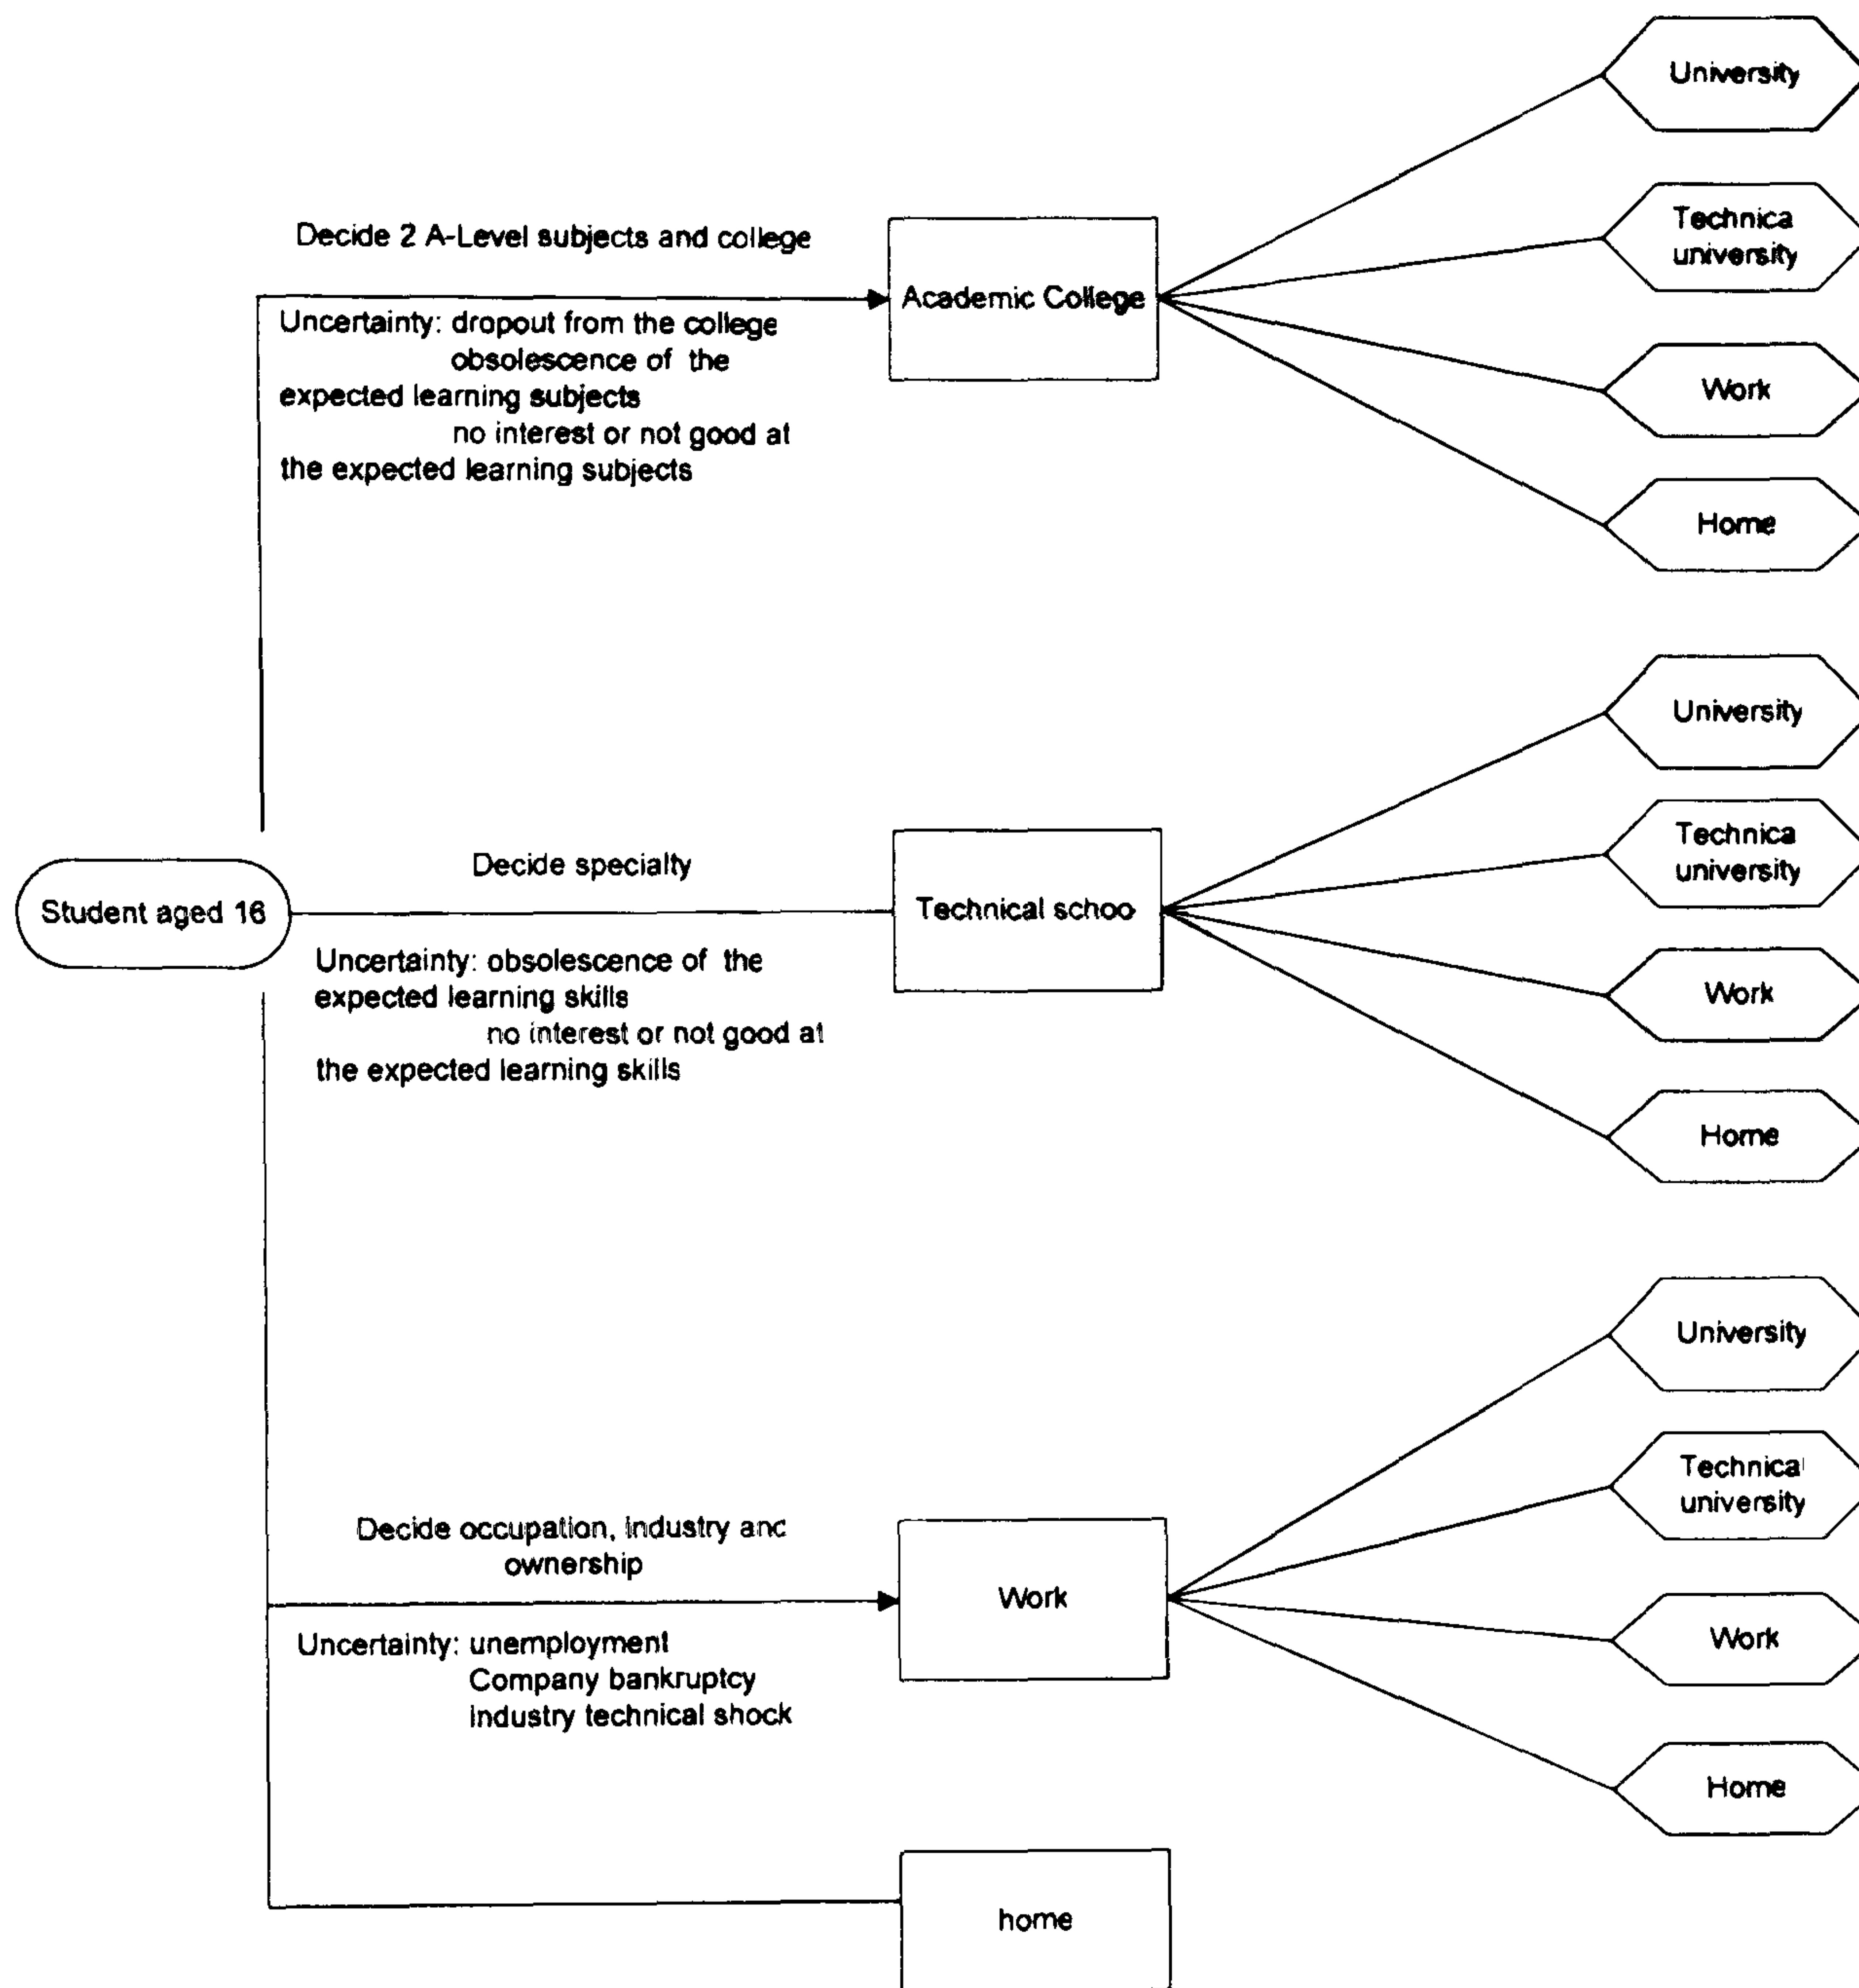 University
Decide 2 A-Level subjects and college
Technica
university
Academic College
Uncertainty: dropout from the college
obsolescence of the
expected learning subjects
no interest or not good at
the expected learning subjects
Work
Home
University
Technica
university
Decide specialty
Student aged 16
Technical schoo
Uncertainty: obsolescence of the
expected learning skills
no interest or not good at
the expected learning skills
Work
Home
University
Technical
university
Decide occupation, industry and
ownership
Work
Uncertainty: unemployment
Company bankruptcy
industry technical shock
Work
Home
home